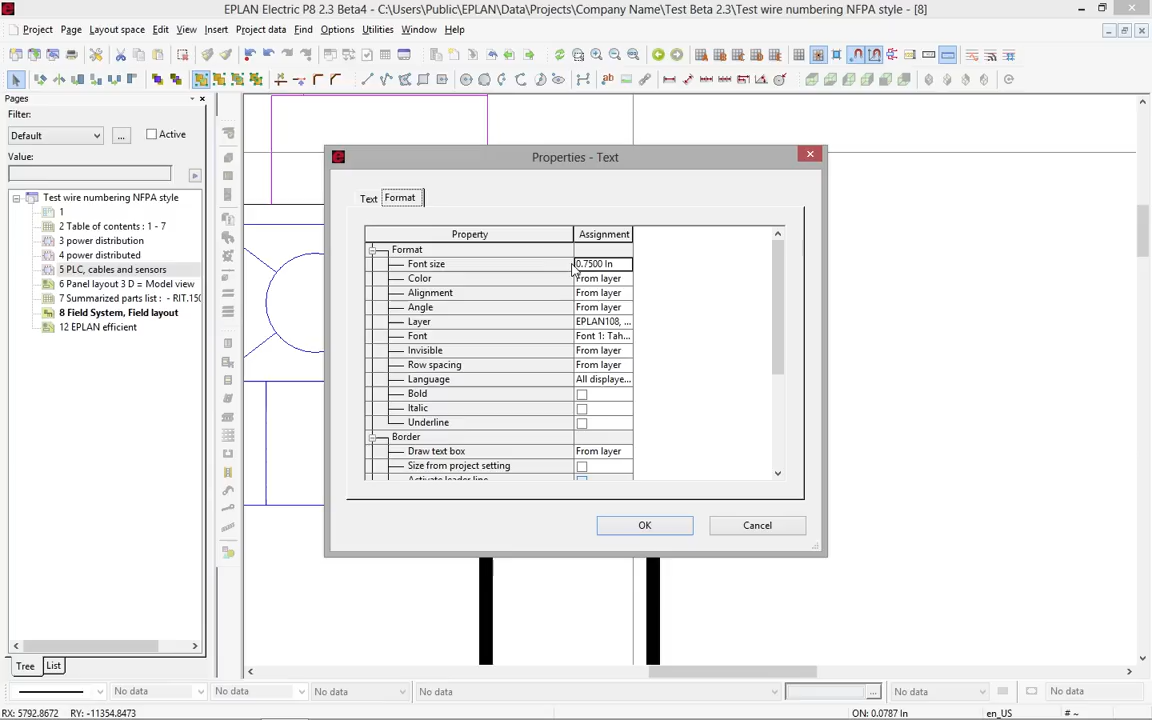 EPLAN Electric P8 2.3 Beta4 - C:\Users\Public\EPLAN\Data\Projects\Company Name\Test Beta 2.3\Test wire numbering NFPA style - [8]
Project Page Layout space Edit View Insert Project data Find Options Utilities Window Help
Pages
Filter:
Default
...
Active
Value:
Test wire numbering NFPA style
1
2 Table of contents : 1 - 7
3 power distribution
4 power distributed
5 PLC, cables and sensors
6 Panel layout 3 D = Model view
7 Summarized parts list : - RIT.150
8 Field System, Field layout
12 EPLAN efficient
Tree List
Properties - Text
Text Format
Property Assignment
Format
Font size 0.7500 In
Color From layer
Alignment From layer
Angle From layer
Layer EPLAN108, ...
Font Font 1: Tah...
Invisible From layer
Row spacing From layer
Language All displaye...
Bold
Italic
Underline
Border
Draw text box From layer
Size from project setting
Activate leader line
OK Cancel
No data No data No data No data ... No data No data
RX: 5792.8672 RY: -11354.8473 ON: 0.0787 In en_US # ~